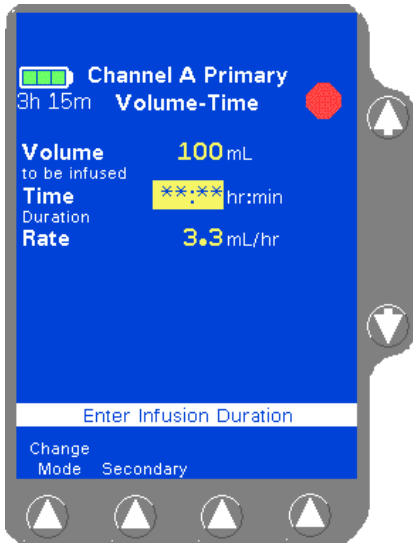 Channel A Primary
3h 15m Volume-Time
Volume 100 mL
to be infused
Time **:** hr:min
Duration
Rate 3.3 mL/hr
Enter Infusion Duration
Change
Mode Secondary